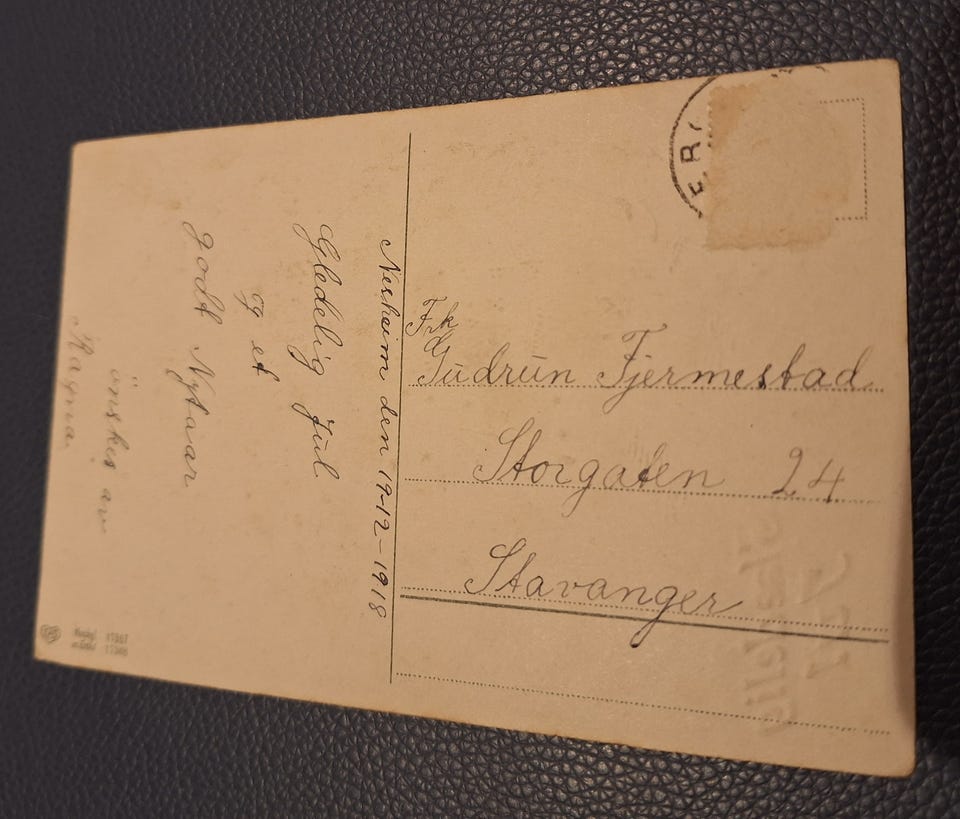 Nesheim den 19-12-1918
Glædelig Jul
og et
godt Nytaar
önskes av
Ragna
Frk
Gudrun Fjermestad
Storgaten 24
Stavanger